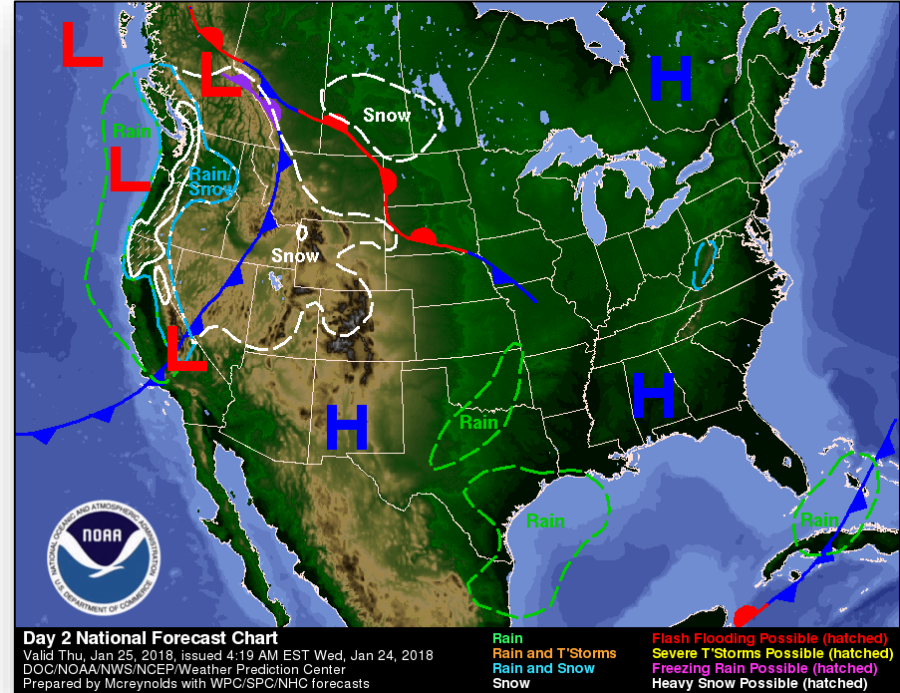 L
L
H
Snow
Rain
L
Rain/
Snow
Snow
L
H
H
Rain
Rain
Rain
NATIONAL OCEANIC AND ATMOSPHERIC ADMINISTRATION
NOAA
U.S. DEPARTMENT OF COMMERCE
Day 2 National Forecast Chart
Valid Thu, Jan 25, 2018, issued 4:19 AM EST Wed, Jan 24, 2018
DOC/NOAA/NWS/NCEP/Weather Prediction Center
Prepared by Mcreynolds with WPC/SPC/NHC forecasts
Rain
Rain and T'Storms
Rain and Snow
Snow
Flash Flooding Possible (hatched)
Severe T'Storms Possible (hatched)
Freezing Rain Possible (hatched)
Heavy Snow Possible (hatched)